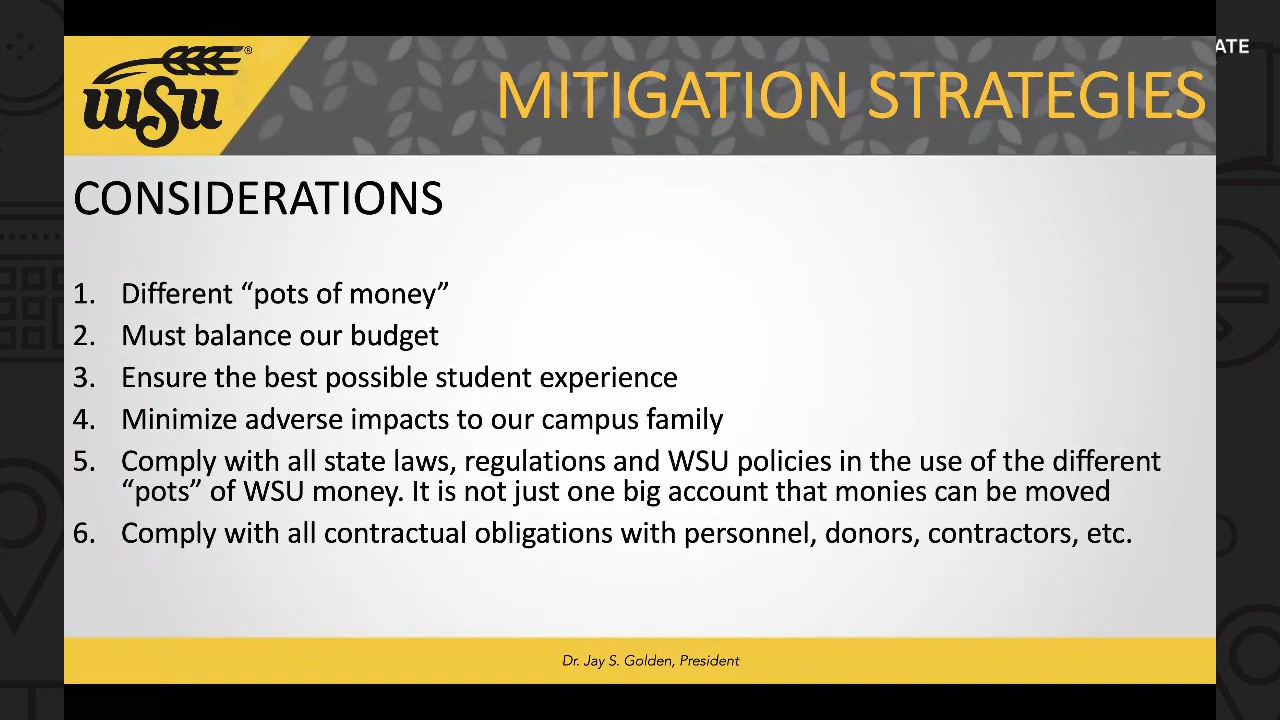 WSU
®
ATE
MITIGATION STRATEGIES
CONSIDERATIONS
1. Different “pots of money”
2. Must balance our budget
3. Ensure the best possible student experience
4. Minimize adverse impacts to our campus family
5. Comply with all state laws, regulations and WSU policies in the use of the different
“pots” of WSU money. It is not just one big account that monies can be moved
6. Comply with all contractual obligations with personnel, donors, contractors, etc.
Dr. Jay S. Golden, President